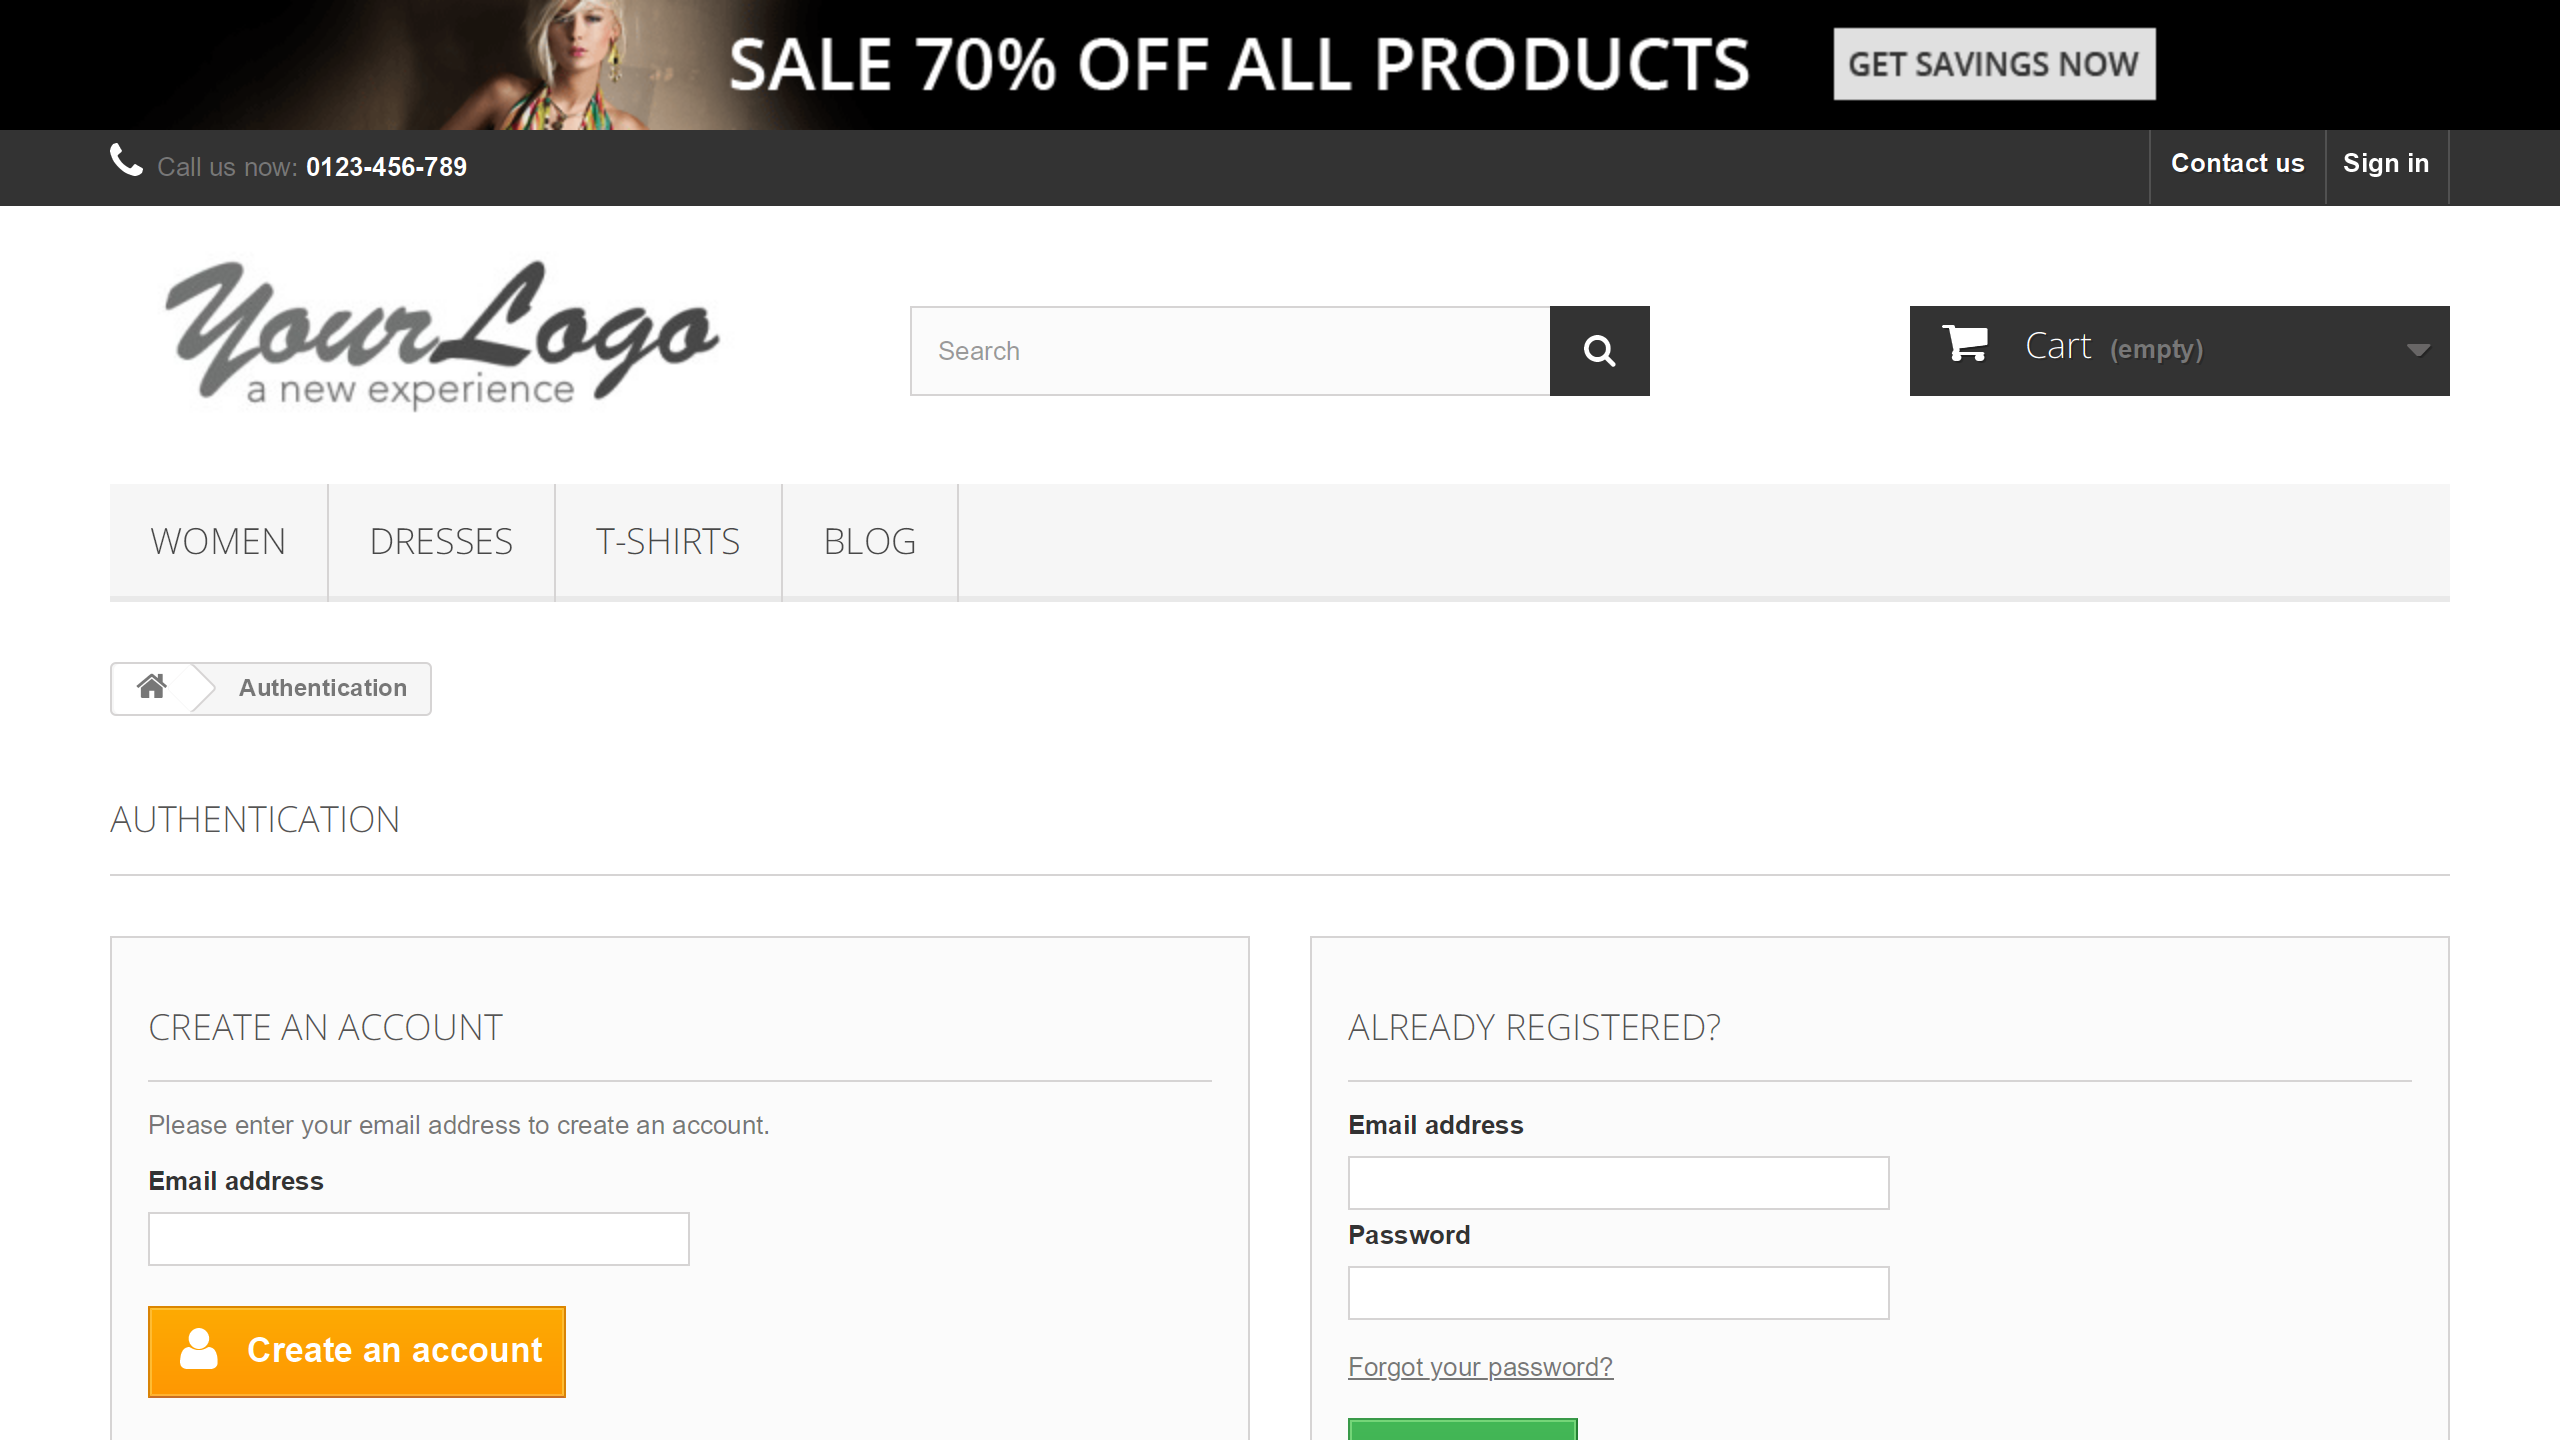 SALE 70% OFF ALL PRODUCTS GET SAVINGS NOW
Call us now: 0123-456-789 Contact us Sign in
Your Logo
a new experience
Search
Cart (empty)
WOMEN DRESSES T-SHIRTS BLOG
Authentication
AUTHENTICATION
CREATE AN ACCOUNT
Please enter your email address to create an account.
Email address
Create an account
ALREADY REGISTERED?
Email address
Password
Forgot your password?